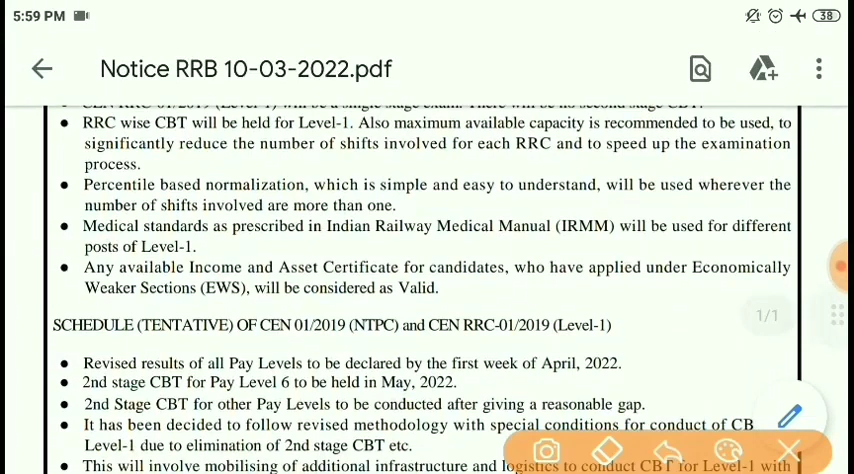 5:59 PM
38
Notice RRB 10-03-2022.pdf
• RRC wise CBT will be held for Level-1. Also maximum available capacity is recommended to be used, to
significantly reduce the number of shifts involved for each RRC and to speed up the examination
process.
• Percentile based normalization, which is simple and easy to understand, will be used wherever the
number of shifts involved are more than one.
• Medical standards as prescribed in Indian Railway Medical Manual (IRMM) will be used for different
posts of Level-1.
• Any available Income and Asset Certificate for candidates, who have applied under Economically
Weaker Sections (EWS), will be considered as Valid.
1/1
SCHEDULE (TENTATIVE) OF CEN 01/2019 (NTPC) and CEN RRC-01/2019 (Level-1)
• Revised results of all Pay Levels to be declared by the first week of April, 2022.
• 2nd stage CBT for Pay Level 6 to be held in May, 2022.
• 2nd Stage CBT for other Pay Levels to be conducted after giving a reasonable gap.
• It has been decided to follow revised methodology with special conditions for conduct of CB
Level-1 due to elimination of 2nd stage CBT etc.
• This will involve mobilising of additional infrastructure and logistics to conduct CBT for Level-1 with